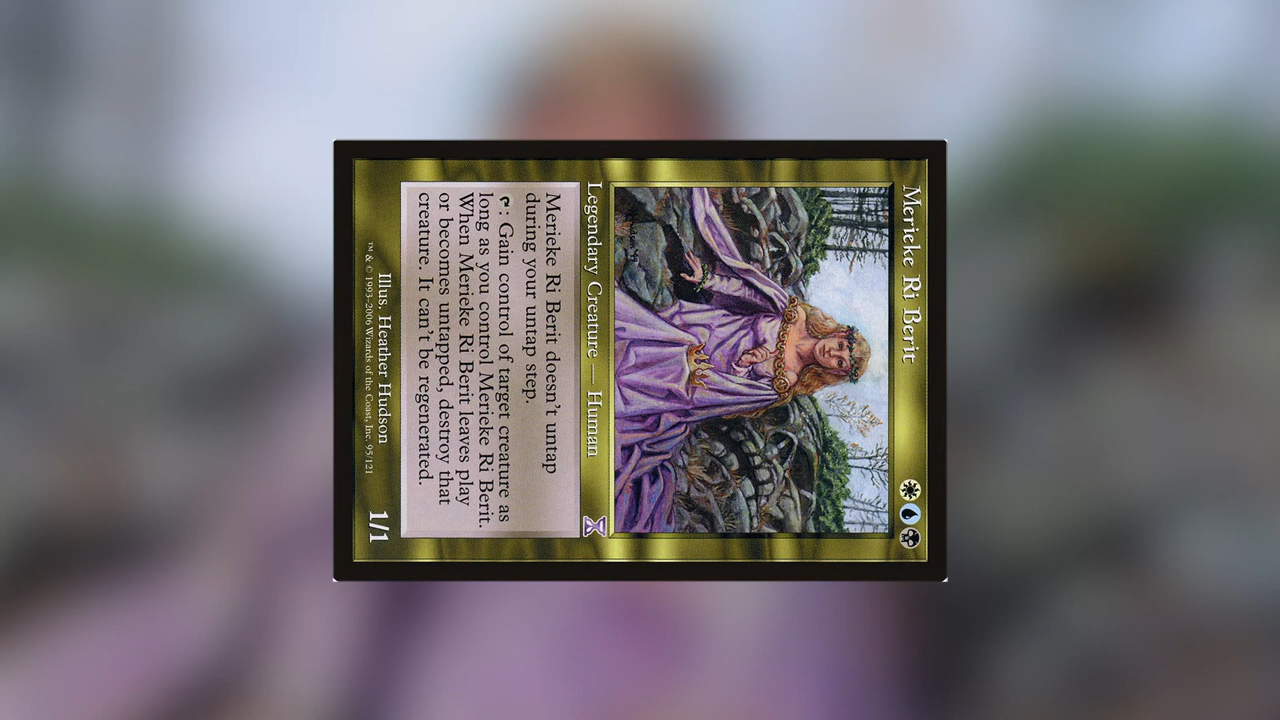 Merieke Ri Berit
Legendary Creature — Human
Merieke Ri Berit doesn't untap
during your untap step.
: Gain control of target creature as
long as you control Merieke Ri Berit.
When Merieke Ri Berit leaves play
or becomes untapped, destroy that
creature. It can't be regenerated.
1/1
Illus. Heather Hudson
™ & © 1993–2006 Wizards of the Coast, Inc. 95/121